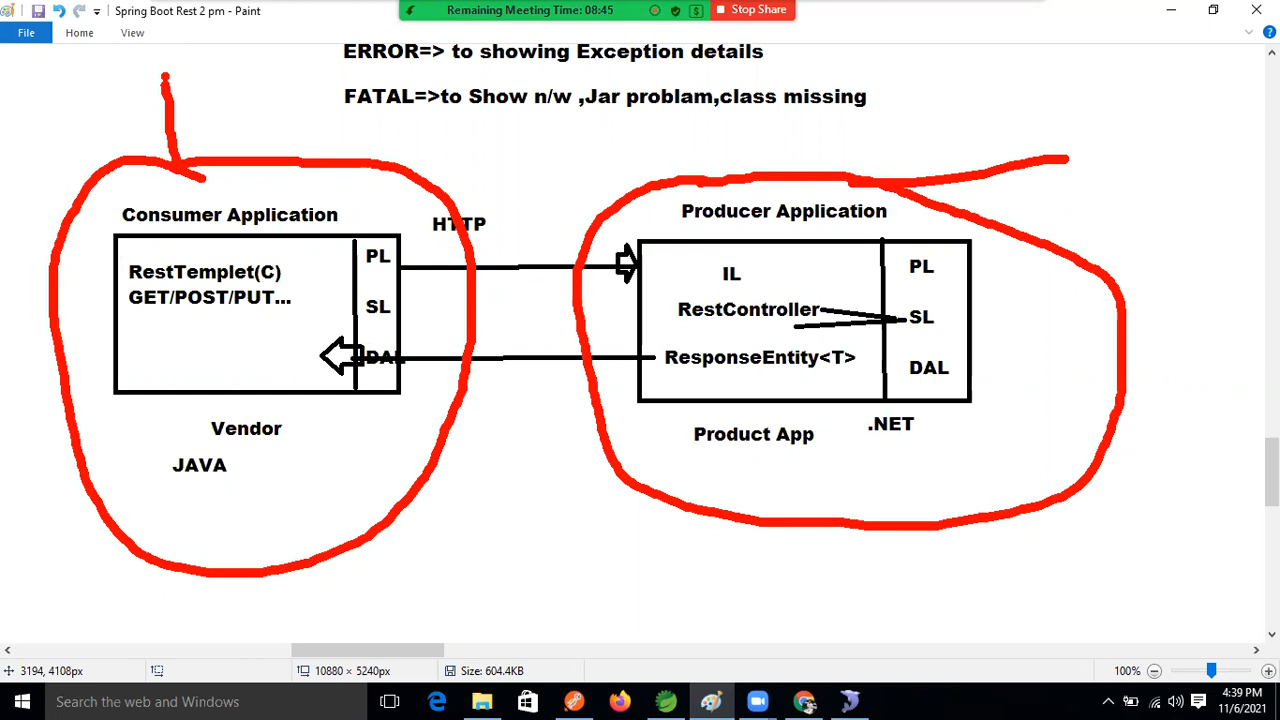 Spring Boot Rest 2 pm - Paint
Remaining Meeting Time: 08:45
Stop Share
File Home View
ERROR=> to showing Exception details
FATAL=>to Show n/w ,Jar problam,class missing
Consumer Application
HTTP
Producer Application
RestTemplet(C)
GET/POST/PUT...
PL
SL
DAL
IL
RestController
ResponseEntity<T>
PL
SL
DAL
Vendor
JAVA
Product App
.NET
3194, 4108px
10880 × 5240px
Size: 604.4KB
100%
Search the web and Windows
4:39 PM
11/6/2021